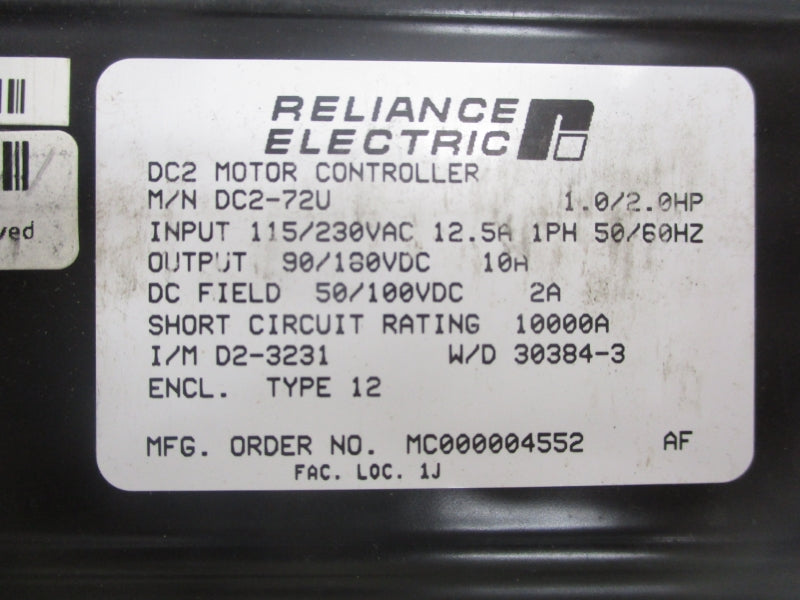 RELIANCE
ELECTRIC
DC2 MOTOR CONTROLLER
M/N DC2-72U 1.0/2.0HP
INPUT 115/230VAC 12.5A 1PH 50/60HZ
OUTPUT 90/180VDC 10A
DC FIELD 50/100VDC 2A
SHORT CIRCUIT RATING 10000A
I/M D2-3231 W/D 30384-3
ENCL. TYPE 12
MFG. ORDER NO. MC000004552 AF
FAC. LOC. 1J